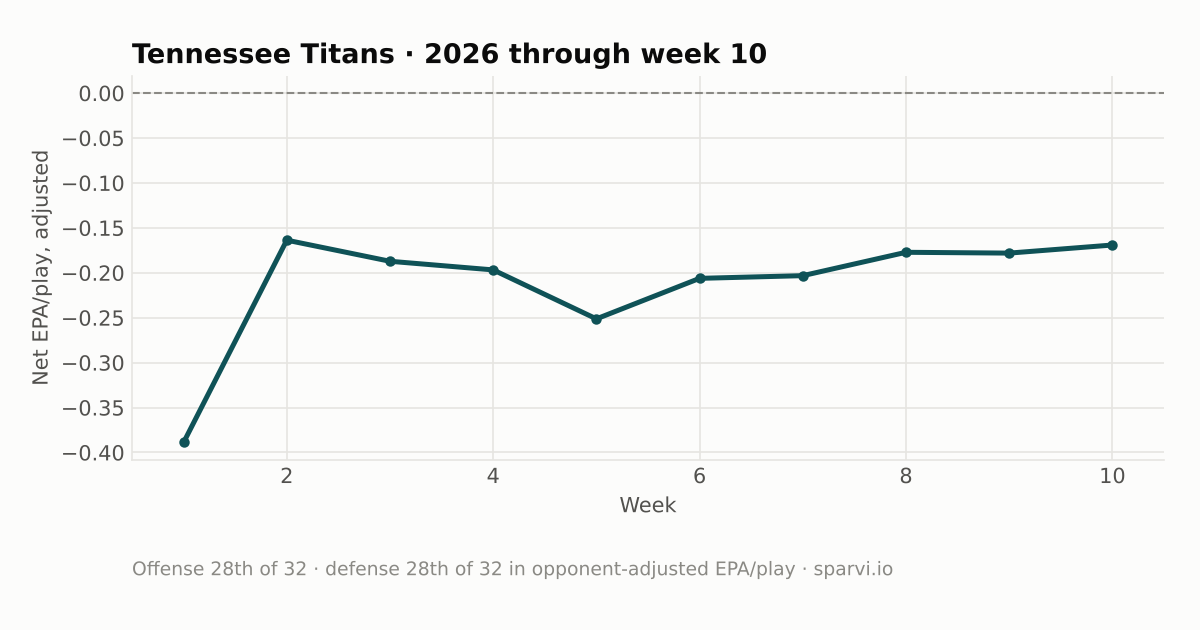 Tennessee Titans · 2026 through week 10
Net EPA/play, adjusted
0.00
−0.05
−0.10
−0.15
−0.20
−0.25
−0.30
−0.35
−0.40
2 4 6 8 10
Week
Offense 28th of 32 · defense 28th of 32 in opponent-adjusted EPA/play · sparvi.io